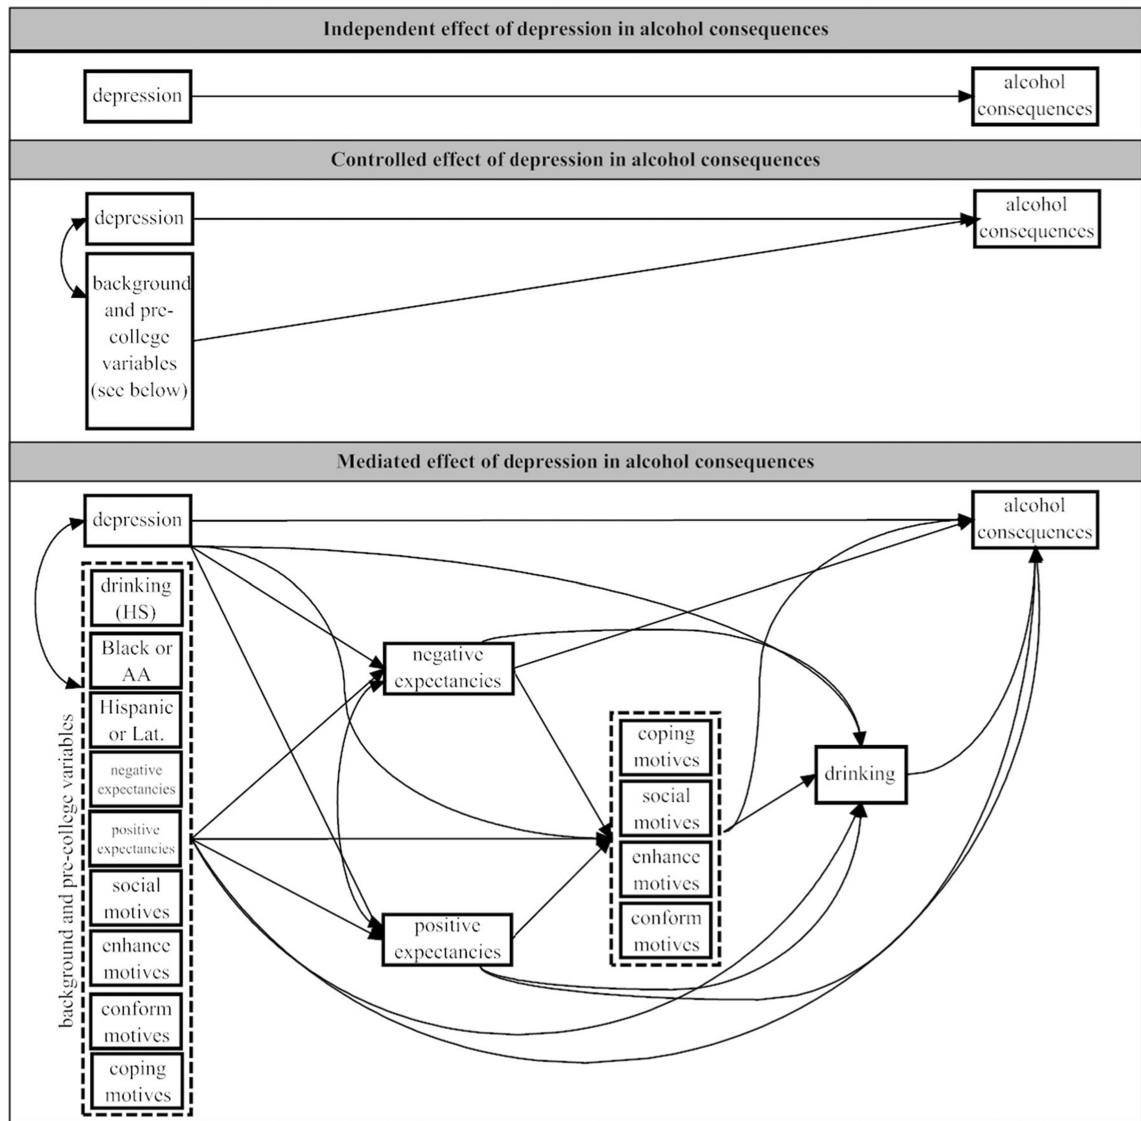 Independent effect of depression in alcohol consequences
depression
alcohol
consequences
Controlled effect of depression in alcohol consequences
depression
alcohol
consequences
background
and pre-
college
variables
(see below)
Mediated effect of depression in alcohol consequences
depression
alcohol
consequences
background and pre-college variables
drinking
(HS)
Black or
AA
Hispanic
or Lat.
negative
expectancies
positive
expectancies
social
motives
enhance
motives
conform
motives
coping
motives
negative
expectancies
positive
expectancies
coping
motives
social
motives
enhance
motives
conform
motives
drinking